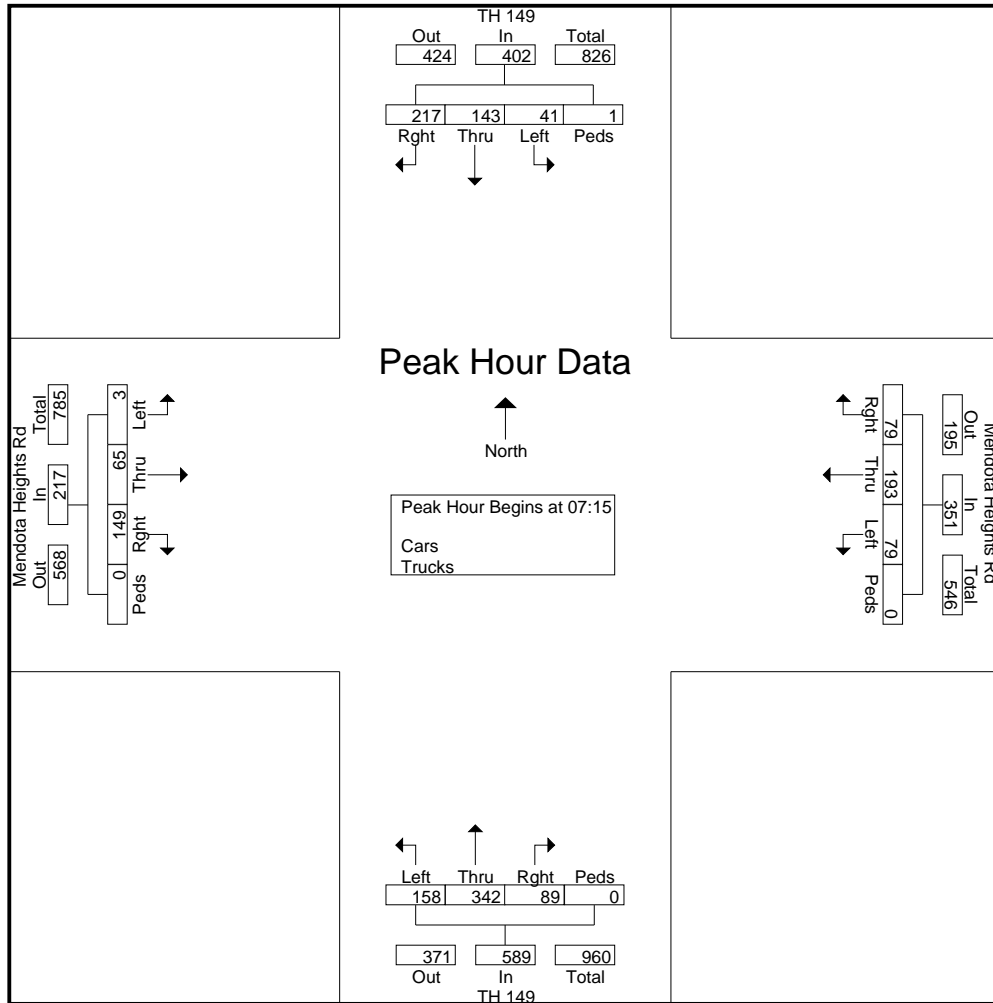 TH 149
Out In Total
424 402 826
217 143 41 1
Rght Thru Left Peds
Peak Hour Data
North
Peak Hour Begins at 07:15
Cars
Trucks
Mendota Heights Rd
Total In Out
785 217 568
3 65 149 0
Left Thru Rght Peds
Mendota Heights Rd
Out In Total
195 351 546
79 193 79 0
Rght Thru Left Peds
Left Thru Rght Peds
158 342 89 0
371 589 960
Out In Total
TH 149